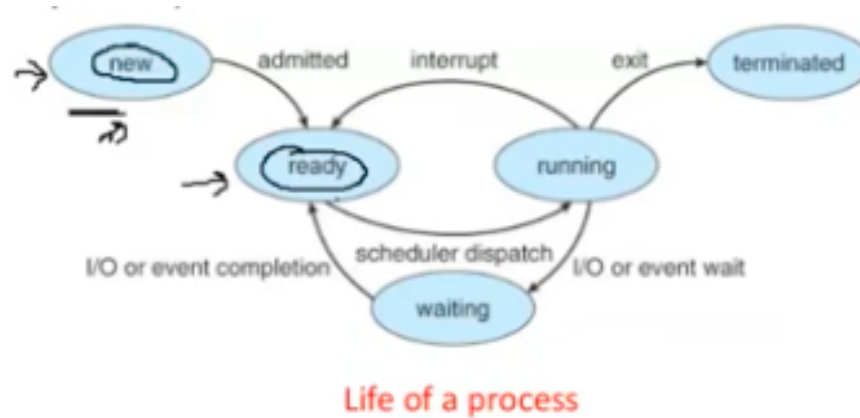 new
admitted
interrupt
exit
terminated
ready
running
scheduler dispatch
I/O or event completion
I/O or event wait
waiting
Life of a process